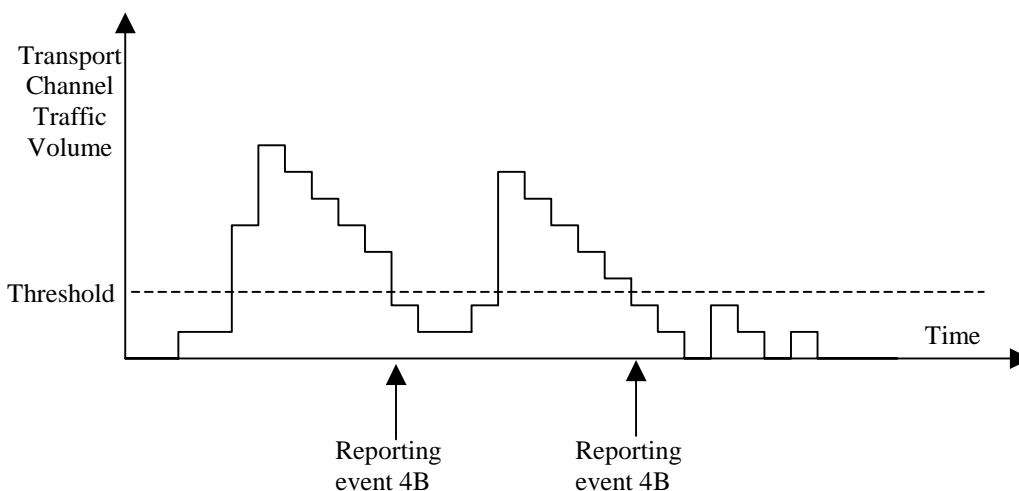 Transport
Channel
Traffic
Volume
Threshold
Time
Reporting
event 4B
Reporting
event 4B